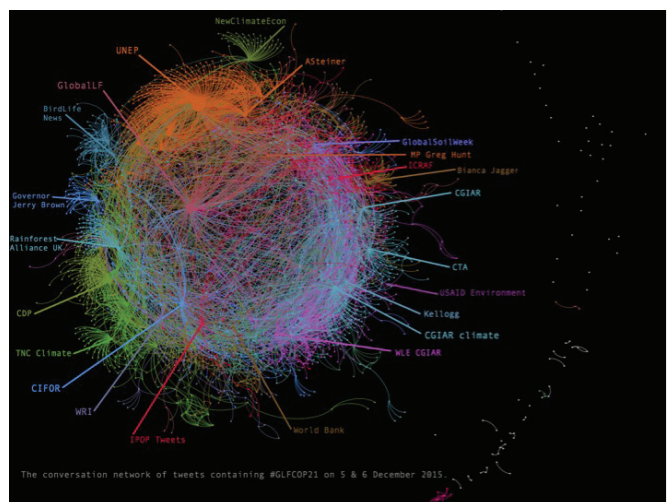 NewClimateEcon
UNEP
ASteiner
GlobalLF
BirdLife
News
GlobalSoilWeek
MP Greg Hunt
ICRAF
Bianca Jagger
Governor
Jerry Brown
CGIAR
Rainforest
Alliance UK
CTA
USAID Environment
CDP
Kellogg
CGIAR climate
TNC Climate
WLE CGIAR
CIFOR
WRI
World Bank
IPDP Tweets
The conversation network of tweets containing #GLFCOP21 on 5 & 6 December 2015.